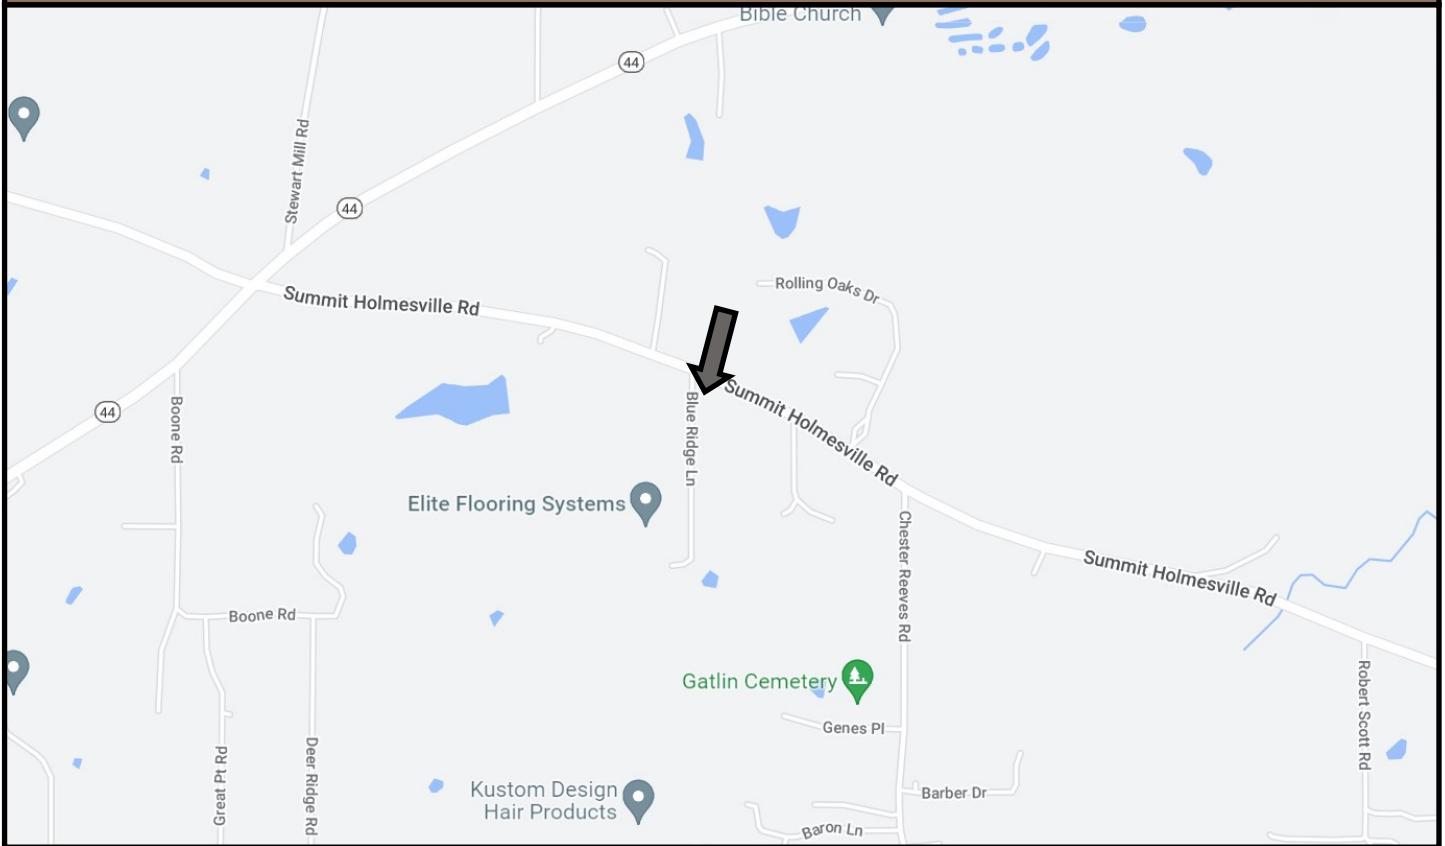 Bible Church
44
Stewart Mill Rd
44
Rolling Oaks Dr
Summit Holmesville Rd
Summit Holmesville Rd
44
Boone Rd
Blue Ridge Ln
Elite Flooring Systems
Chester Reeves Rd
Summit Holmesville Rd
Boone Rd
Gatlin Cemetery
Robert Scott Rd
Genes Pl
Great Pt Rd
Deer Ridge Rd
Kustom Design
Hair Products
Barber Dr
Baron Ln